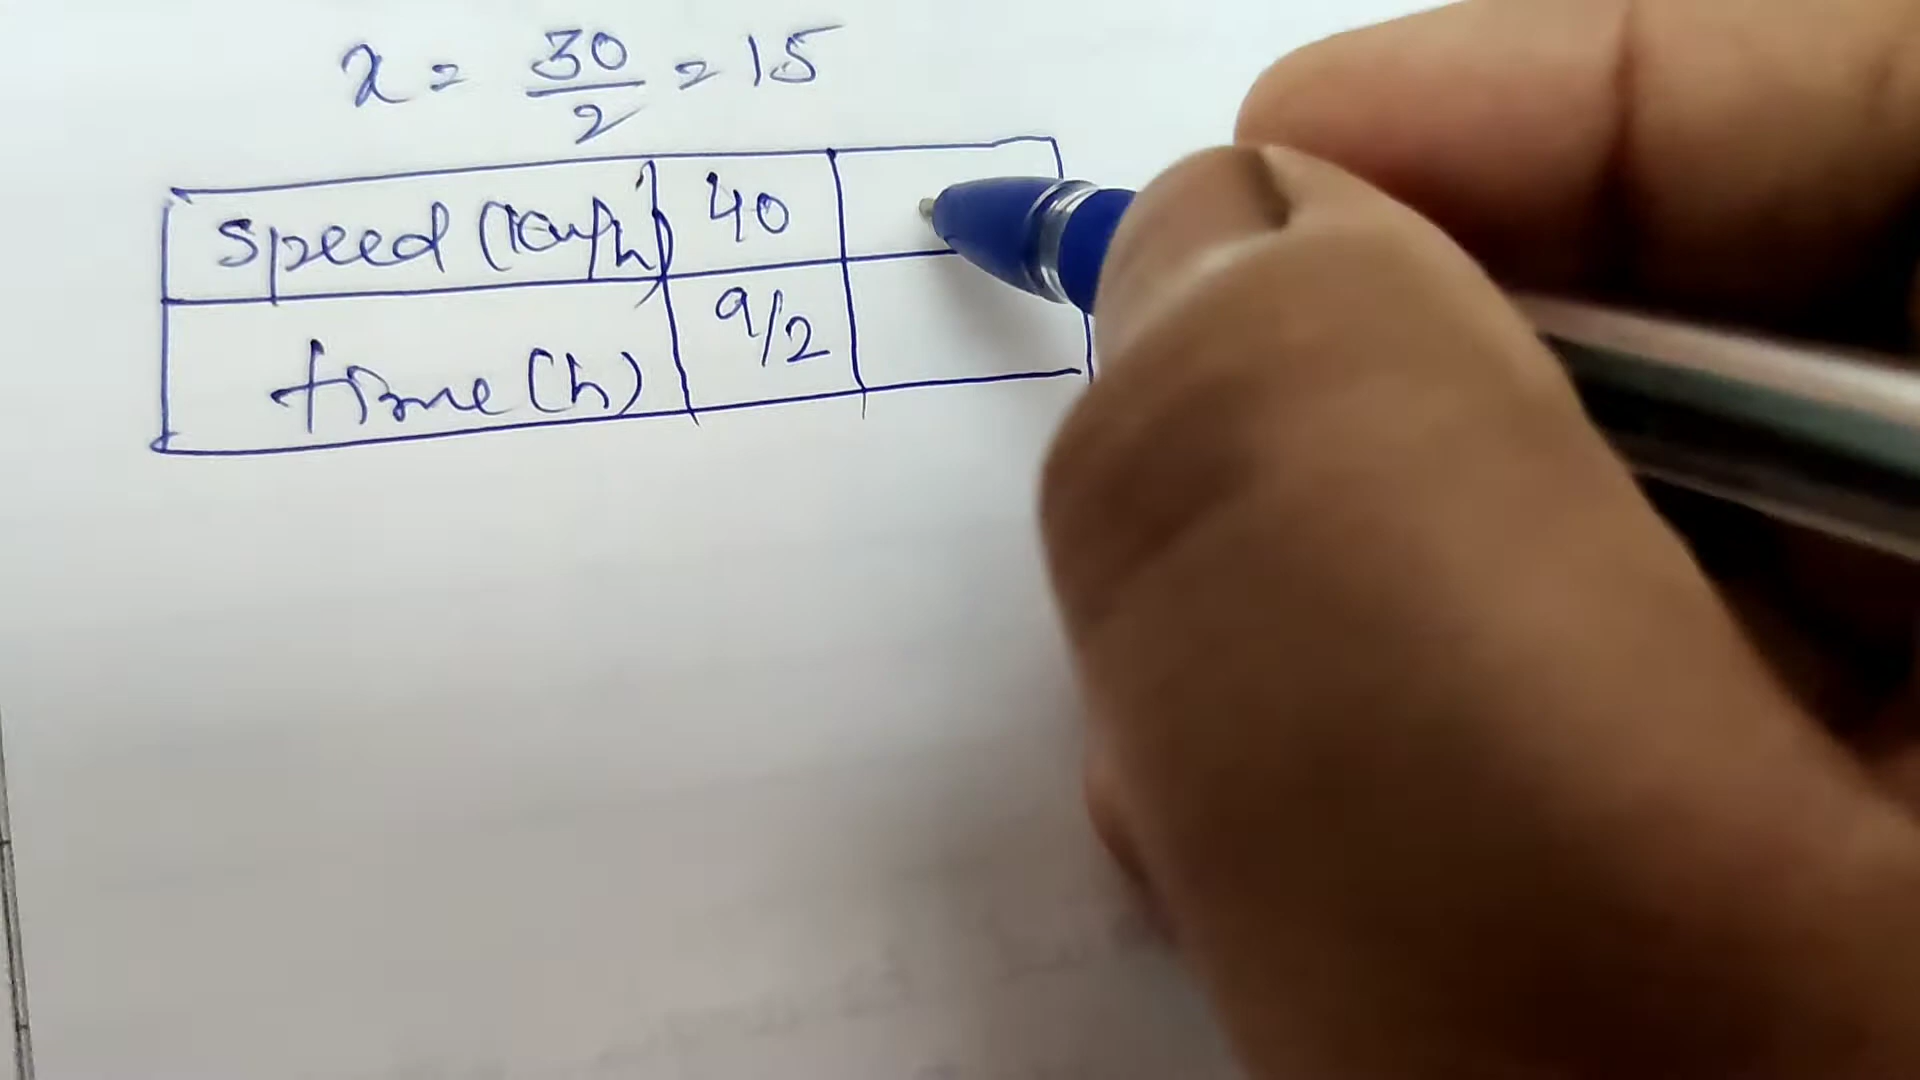 x = 30/2 = 15
speed (km/h) 40
time (h) 9/2